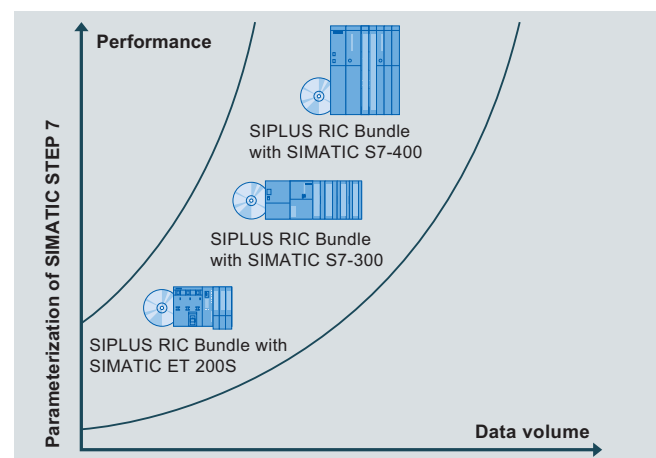 Performance
Parameterization of SIMATIC STEP 7
SIPLUS RIC Bundle
with SIMATIC S7-400
SIPLUS RIC Bundle
with SIMATIC S7-300
SIPLUS RIC Bundle with
SIMATIC ET 200S
Data volume